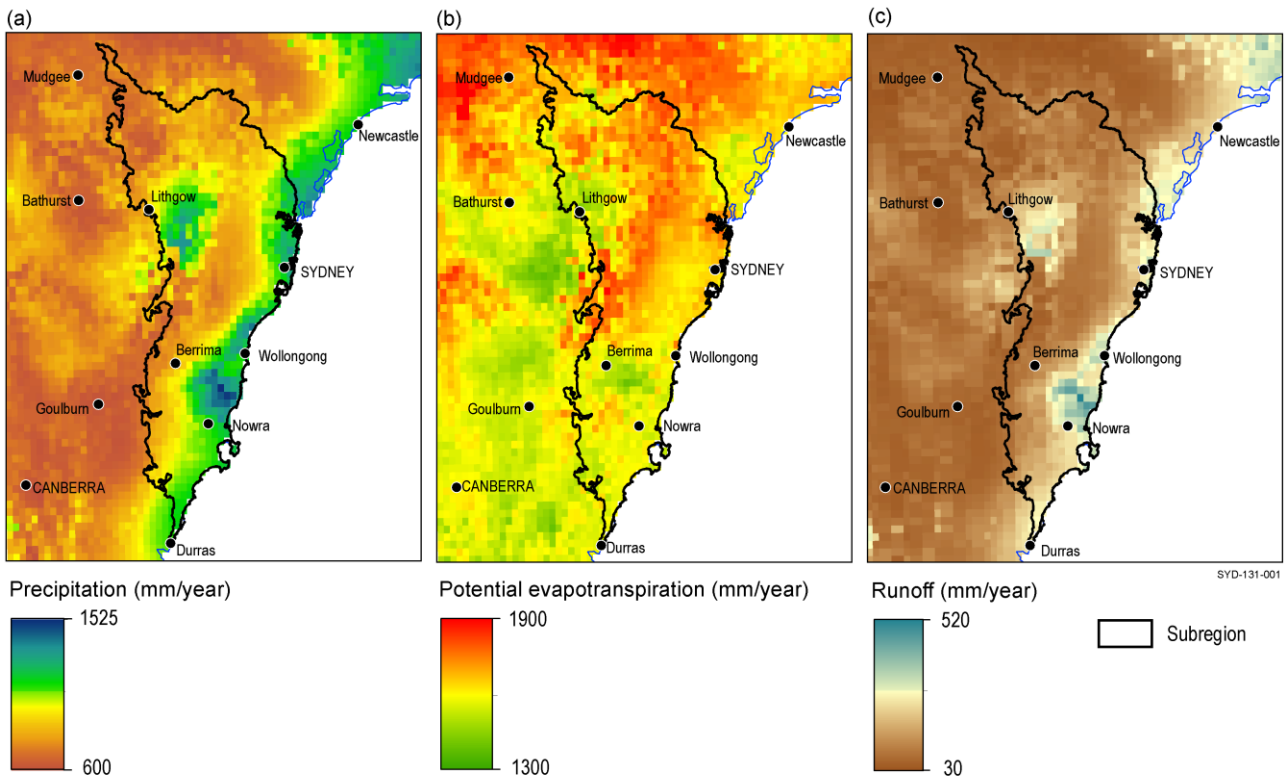 (a)
Mudgee
Newcastle
Bathurst
Lithgow
SYDNEY
Berrima
Wollongong
Goulburn
Nowra
CANBERRA
Durras
Precipitation (mm/year)
1525
600
(b)
Mudgee
Newcastle
Bathurst
Lithgow
SYDNEY
Berrima
Wollongong
Goulburn
Nowra
CANBERRA
Durras
Potential evapotranspiration (mm/year)
1900
1300
(c)
Mudgee
Newcastle
Bathurst
Lithgow
SYDNEY
Berrima
Wollongong
Goulburn
Nowra
CANBERRA
Durras
SYD-131-001
Runoff (mm/year)
520
30
Subregion